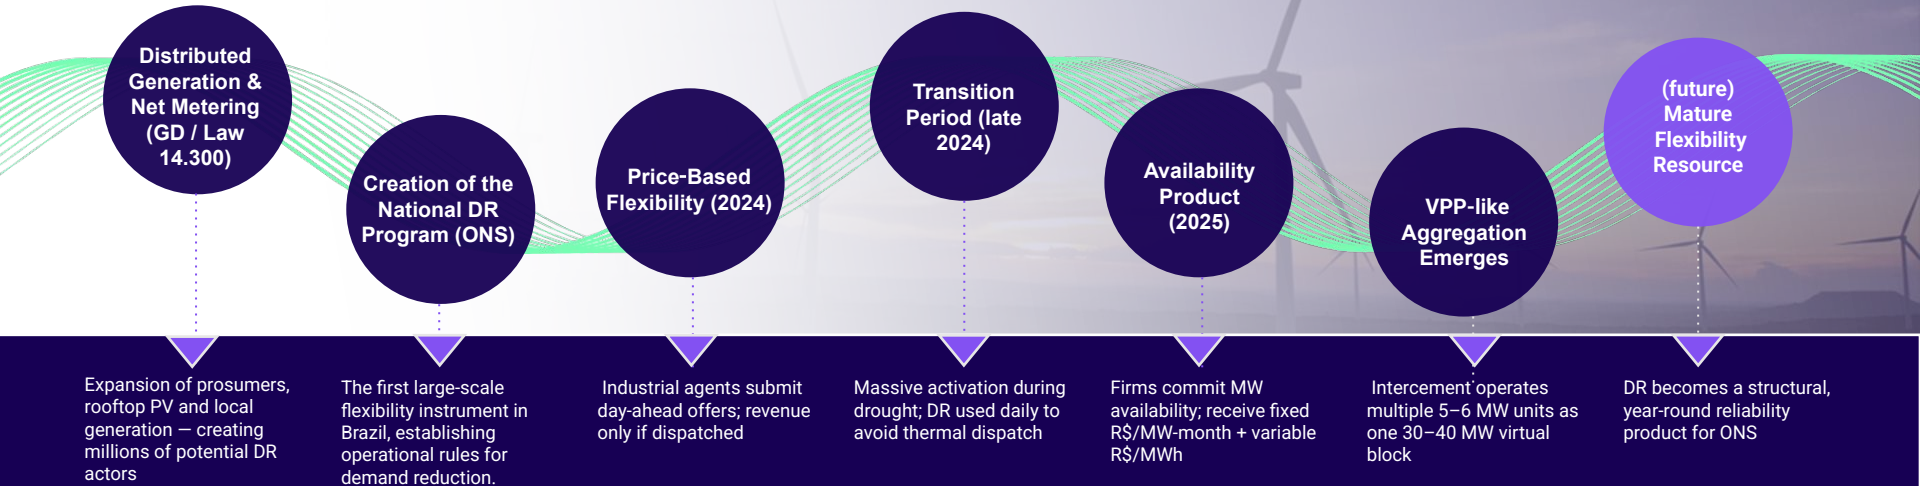 Distributed
Generation &
Net Metering
(GD / Law
14.300)
Creation of the
National DR
Program (ONS)
Price-Based
Flexibility (2024)
Transition
Period (late
2024)
Availability
Product
(2025)
VPP-like
Aggregation
Emerges
(future)
Mature
Flexibility
Resource
Expansion of prosumers,
rooftop PV and local
generation — creating
millions of potential DR
actors
The first large-scale
flexibility instrument in
Brazil, establishing
operational rules for
demand reduction.
Industrial agents submit
day-ahead offers; revenue
only if dispatched
Massive activation during
drought; DR used daily to
avoid thermal dispatch
Firms commit MW
availability; receive fixed
R$/MW-month + variable
R$/MWh
Intercement operates
multiple 5–6 MW units as
one 30–40 MW virtual
block
DR becomes a structural,
year-round reliability
product for ONS